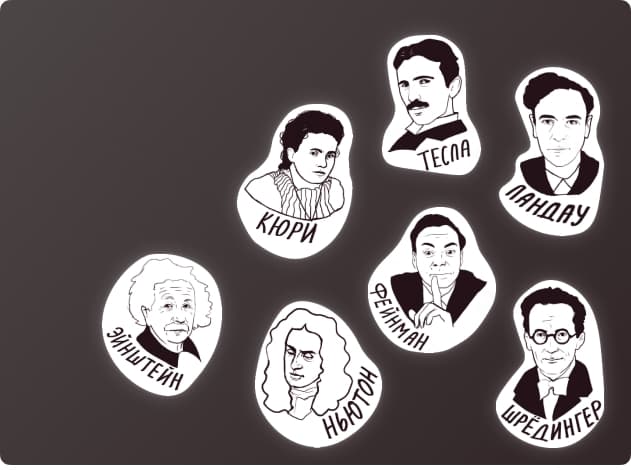 ТЕСЛА
ЛАНДАУ
КЮРИ
ФЕЙНМАН
ЭЙНШТЕЙН
НЬЮТОН
ШРЁДИНГЕР